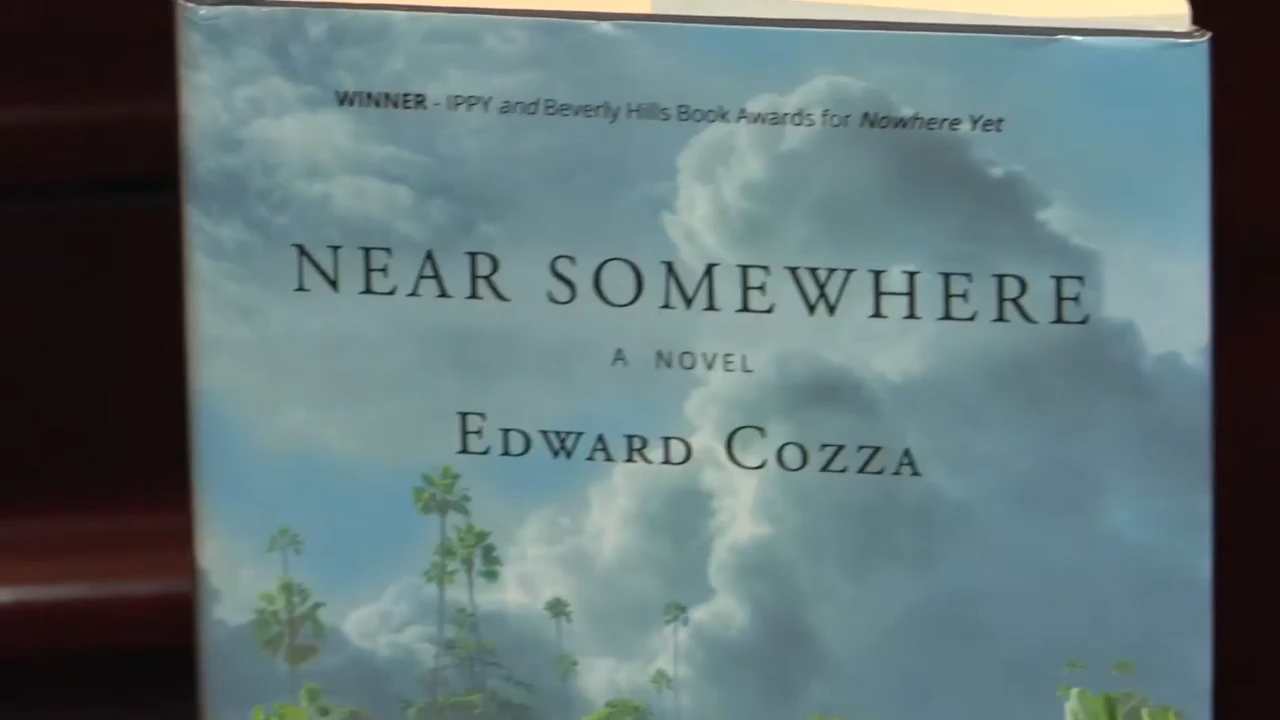 WINNER - IPPY and Beverly Hills Book Awards for Nowhere Yet
NEAR SOMEWHERE
A NOVEL
EDWARD COZZA